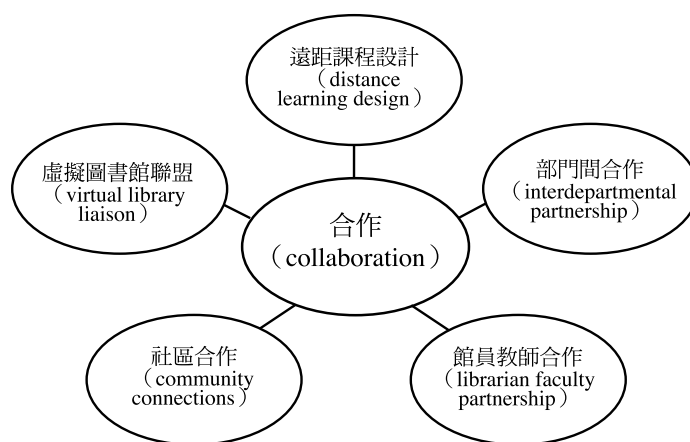 遠距課程設計
（distance
learning design）
虛擬圖書館聯盟
（virtual library
liaison）
部門間合作
（interdepartmental
partnership）
合作
（collaboration）
社區合作
（community
connections）
館員教師合作
（librarian faculty
partnership）